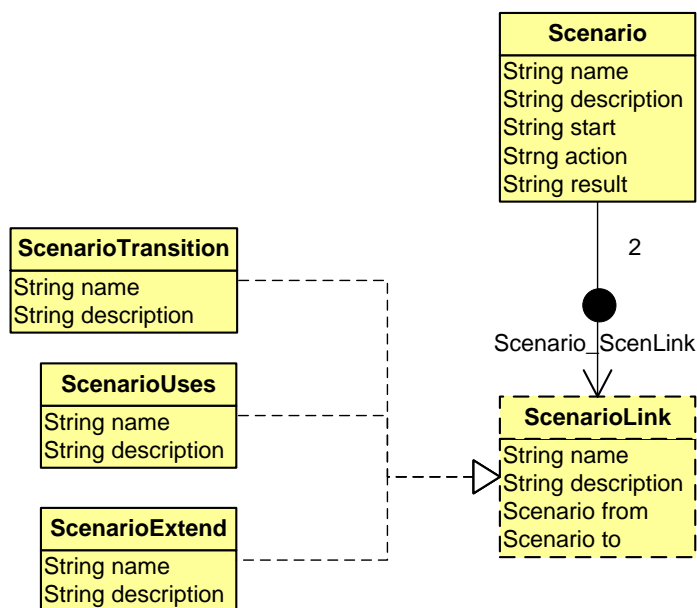 Scenario
String name
String description
String start
Strng action
String result
2
Scenario_ScenLink
ScenarioTransition
String name
String description
ScenarioUses
String name
String description
ScenarioExtend
String name
String description
ScenarioLink
String name
String description
Scenario from
Scenario to